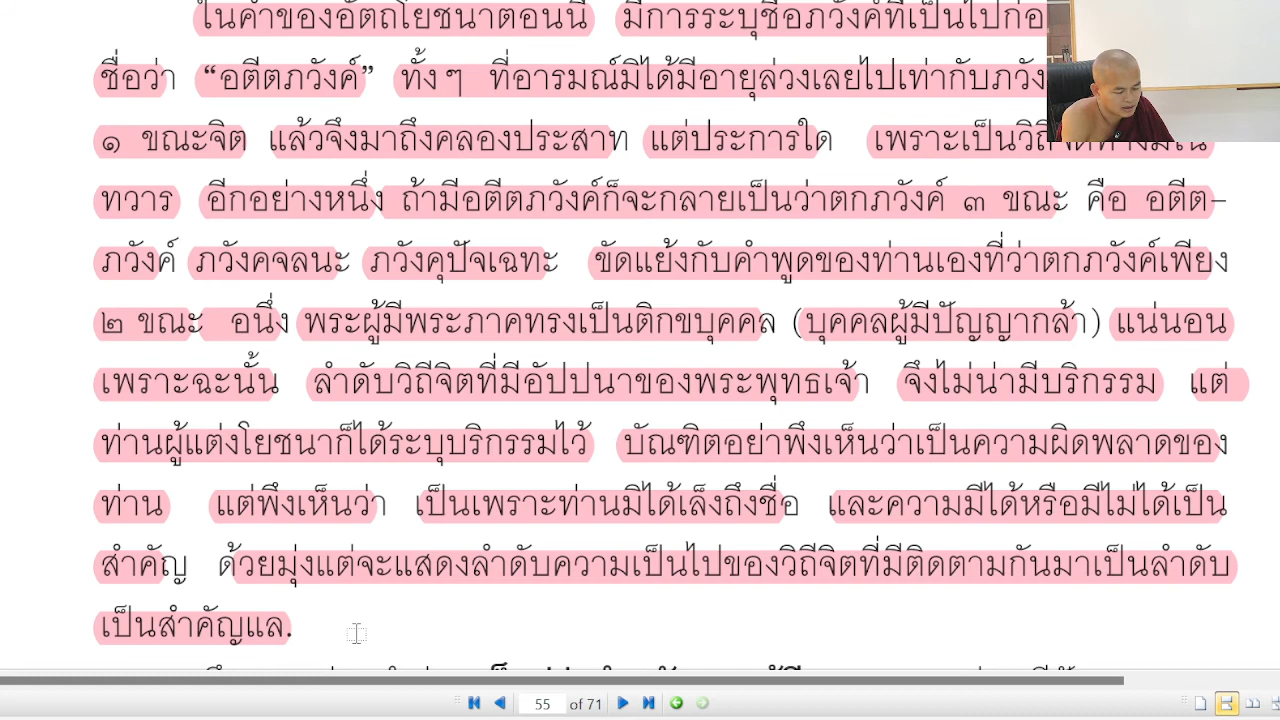 ในคำของอัตถโยชนาตอนนี้ มีการระบุชื่อภวังค์ที่เป็นไปก่อ
ชื่อว่า “อตีตภวังค์” ทั้งๆ ที่อารมณ์มิได้มีอายุล่วงเลยไปเท่ากับภวัง
๑ ขณะจิต แล้วจึงมาถึงคลองประสาท แต่ประการใด เพราะเป็นวิถีจิตทางมโน
ทวาร อีกอย่างหนึ่ง ถ้ามีอดีตภวังค์ก็จะกลายเป็นว่าตกภวังค์ ๓ ขณะ คือ อตีต-
ภวังค์ ภวังคจลนะ ภวังคุปัจเฉทะ ขัดแย้งกับคำพูดของท่านเองที่ว่าตกภวังค์เพียง
๒ ขณะ อนึ่ง พระผู้มีพระภาคทรงเป็นติกขบุคคล (บุคคลผู้มีปัญญากล้า) แน่นอน
เพราะฉะนั้น ลำดับวิถีจิตที่มีอัปปนาของพระพุทธเจ้า จึงไม่น่ามีบริกรรม แต่
ท่านผู้แต่งโยชนาก็ได้ระบุบริกรรมไว้ บัณฑิตอย่าพึงเห็นว่าเป็นความผิดพลาดของ
ท่าน แต่พึงเห็นว่า เป็นเพราะท่านมิได้เล็งถึงชื่อ และความมีได้หรือมีไม่ได้เป็น
สำคัญ ด้วยมุ่งแต่จะแสดงลำดับความเป็นไปของวิถีจิตที่มีติดตามกันมาเป็นลำดับ
เป็นสำคัญแล.
55 of 71